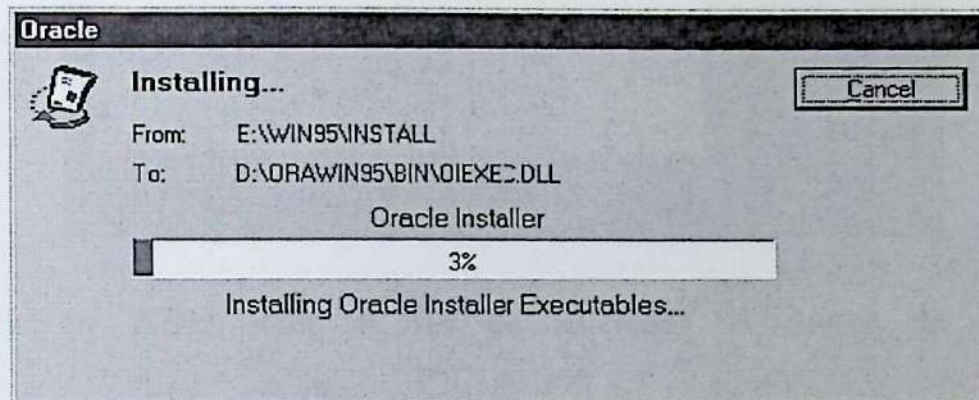 Oracle
Installing...
Cancel
From: E:\WIN95\INSTALL
To: D:\ORAWIN95\BIN\OIEXEC.DLL
Oracle Installer
3%
Installing Oracle Installer Executables...